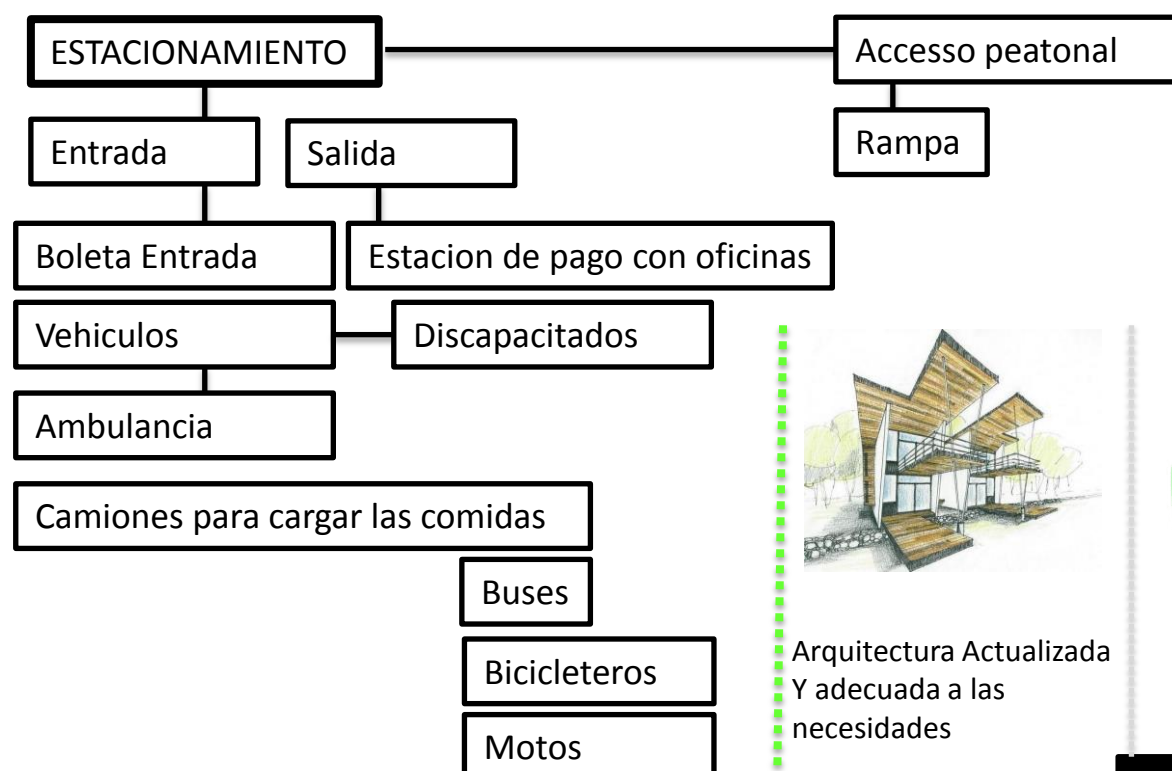 ESTACIONAMIENTO
Accesso peatonal
Entrada
Salida
Rampa
Boleta Entrada
Estacion de pago con oficinas
Vehiculos
Discapacitados
Ambulancia
Camiones para cargar las comidas
Buses
Bicicleteros
Motos
Arquitectura Actualizada
Y adecuada a las
necesidades